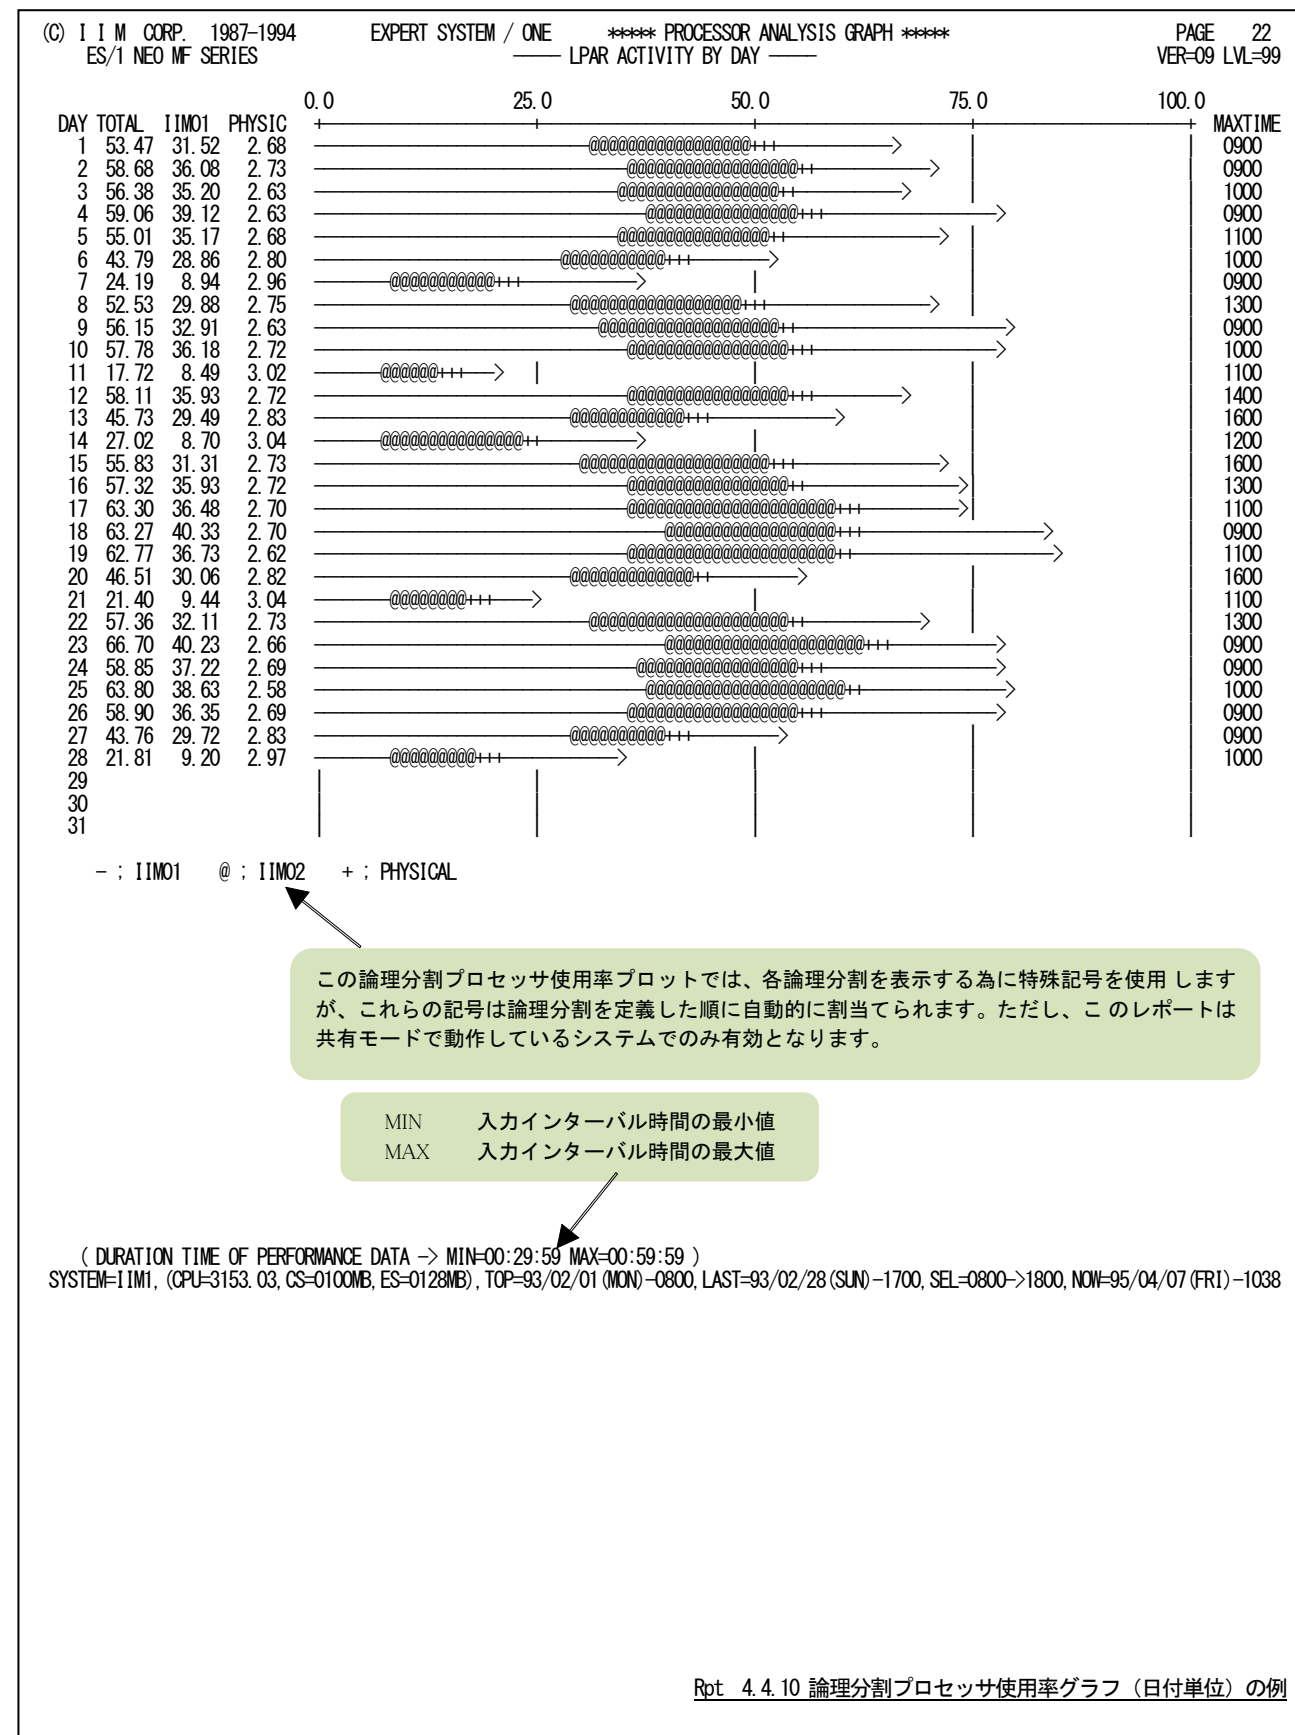 (C) I I M CORP. 1987-1994 EXPERT SYSTEM / ONE ***** PROCESSOR ANALYSIS GRAPH ***** PAGE 22
ES/1 NEO MF SERIES ----- LPAR ACTIVITY BY DAY ----- VER=09 LVL=99
0.0 25.0 50.0 75.0 100.0
DAY TOTAL IIMO1 PHYSIC MAXTIME
1 53.47 31.52 2.68 0900
2 58.68 36.08 2.73 0900
3 56.38 35.20 2.63 1000
4 59.06 39.12 2.63 0900
5 55.01 35.17 2.68 1100
6 43.79 28.86 2.80 1000
7 24.19 8.94 2.96 0900
8 52.53 29.88 2.75 1300
9 56.15 32.91 2.63 0900
10 57.78 36.18 2.72 1000
11 17.72 8.49 3.02 1100
12 58.11 35.93 2.72 1400
13 45.73 29.49 2.83 1600
14 27.02 8.70 3.04 1200
15 55.83 31.31 2.73 1600
16 57.32 35.93 2.72 1300
17 63.30 36.48 2.70 1100
18 63.27 40.33 2.70 0900
19 62.77 36.73 2.62 1100
20 46.51 30.06 2.82 1600
21 21.40 9.44 3.04 1100
22 57.36 32.11 2.73 1300
23 66.70 40.23 2.66 0900
24 58.85 37.22 2.69 0900
25 63.80 38.63 2.58 1000
26 58.90 36.35 2.69 0900
27 43.76 29.72 2.83 0900
28 21.81 9.20 2.97 1000
29
30
31
- ; IIMO1 @ ; IIMO2 + ; PHYSICAL
この論理分割プロセッサ使用率プロットでは、各論理分割を表示する為に特殊記号を使用 します
が、これらの記号は論理分割を定義した順に自動的に割当てられます。ただし、こ のレポートは
共有モードで動作しているシステムでのみ有効となります。
MIN 入力インターバル時間の最小値
MAX 入力インターバル時間の最大値
( DURATION TIME OF PERFORMANCE DATA -> MIN=00:29:59 MAX=00:59:59 )
SYSTEM=IIM1, (CPU=3153.03, CS=0100MB, ES=0128MB), TOP=93/02/01(MON)-0800, LAST=93/02/28(SUN)-1700, SEL=0800->1800, NOW=95/04/07(FRI)-1038
Rpt 4.4.10 論理分割プロセッサ使用率グラフ（日付単位）の例